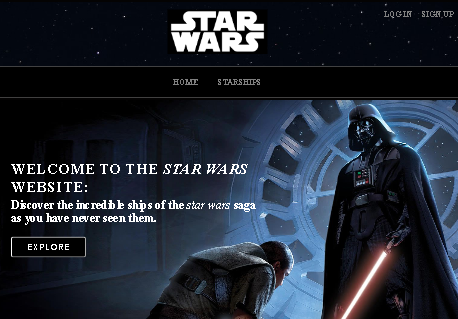 STAR
WARS
LOGIN SIGN UP
HOME STARSHIPS
WELCOME TO THE STAR WARS
WEBSITE:
Discover the incredible ships of the star wars saga
as you have never seen them.
EXPLORE